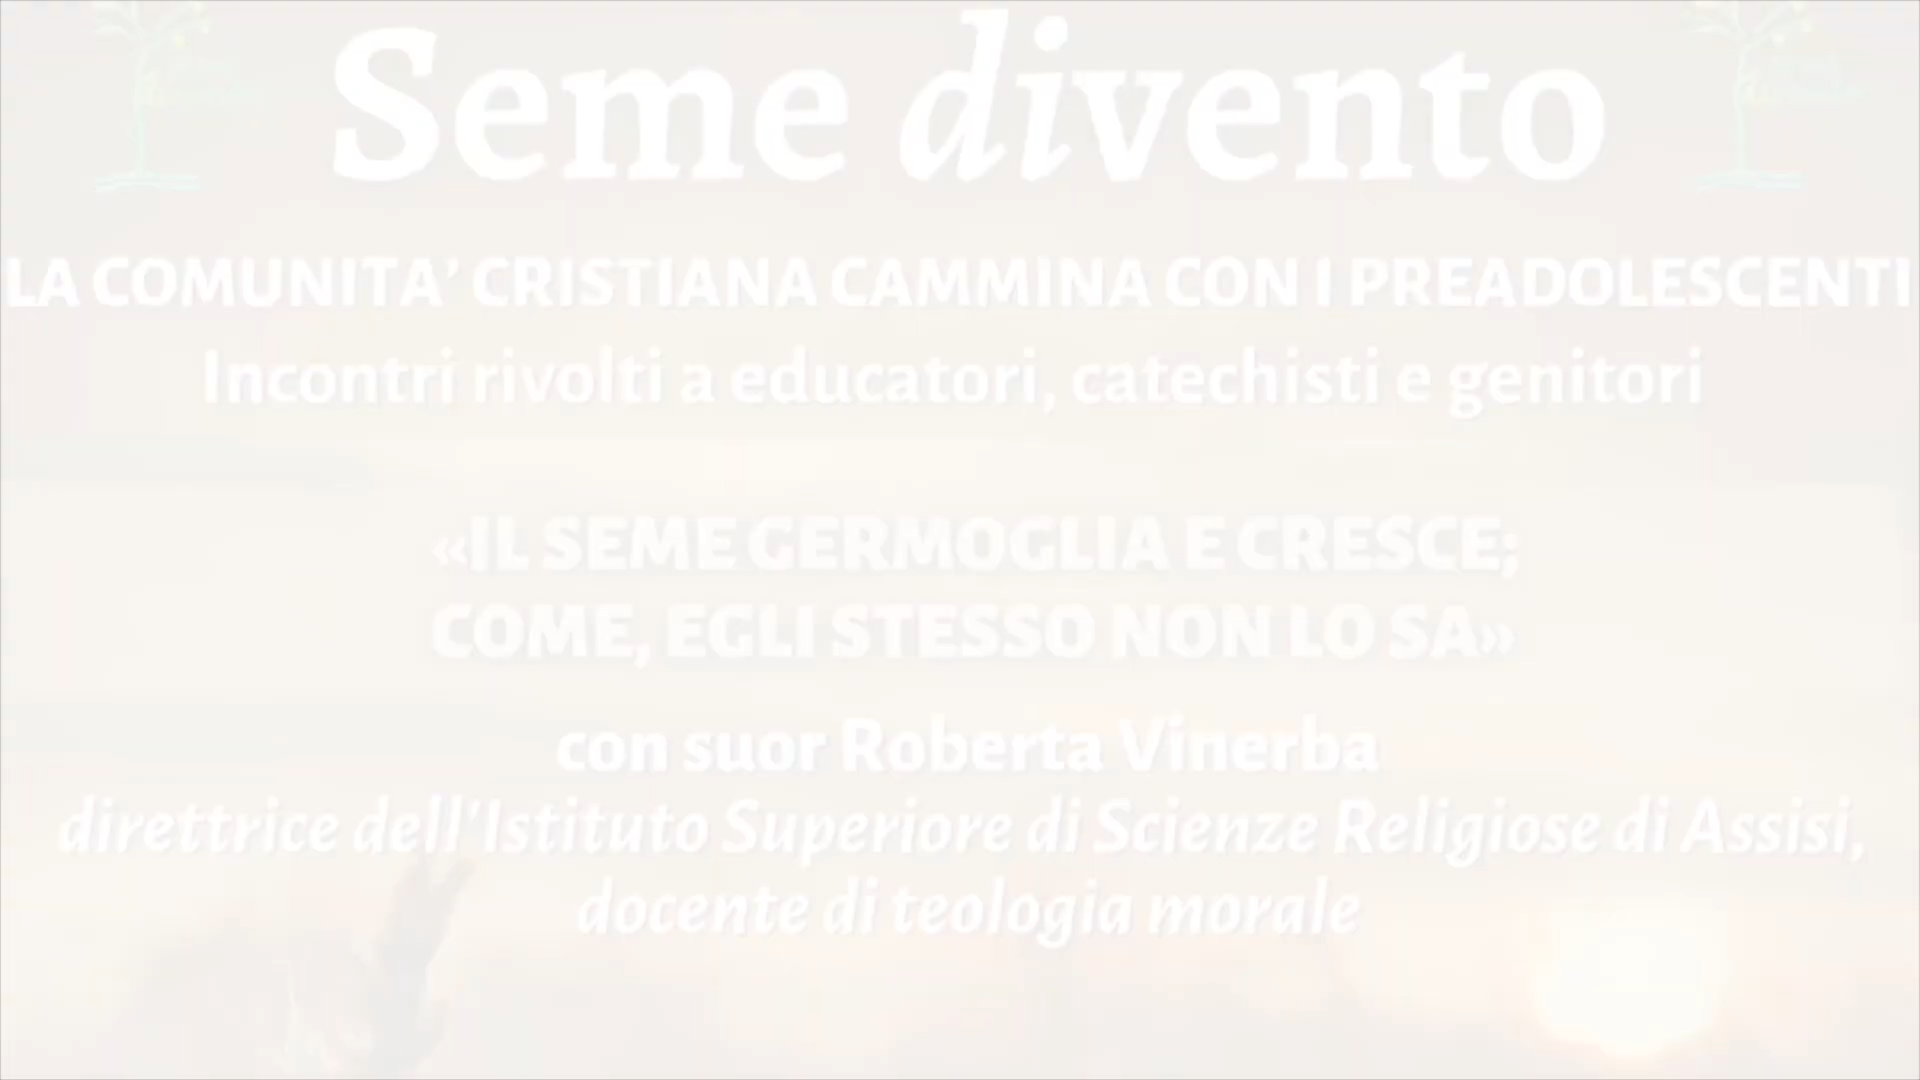 Seme divento
LA COMUNITA’ CRISTIANA CAMMINA CON I PREADOLESCENTI
Incontri rivolti a educatori, catechisti e genitori
«IL SEME GERMOGLIA E CRESCE;
COME, EGLI STESSO NON LO SA»
con suor Roberta Vinerba
direttrice dell'Istituto Superiore di Scienze Religiose di Assisi,
docente di teologia morale